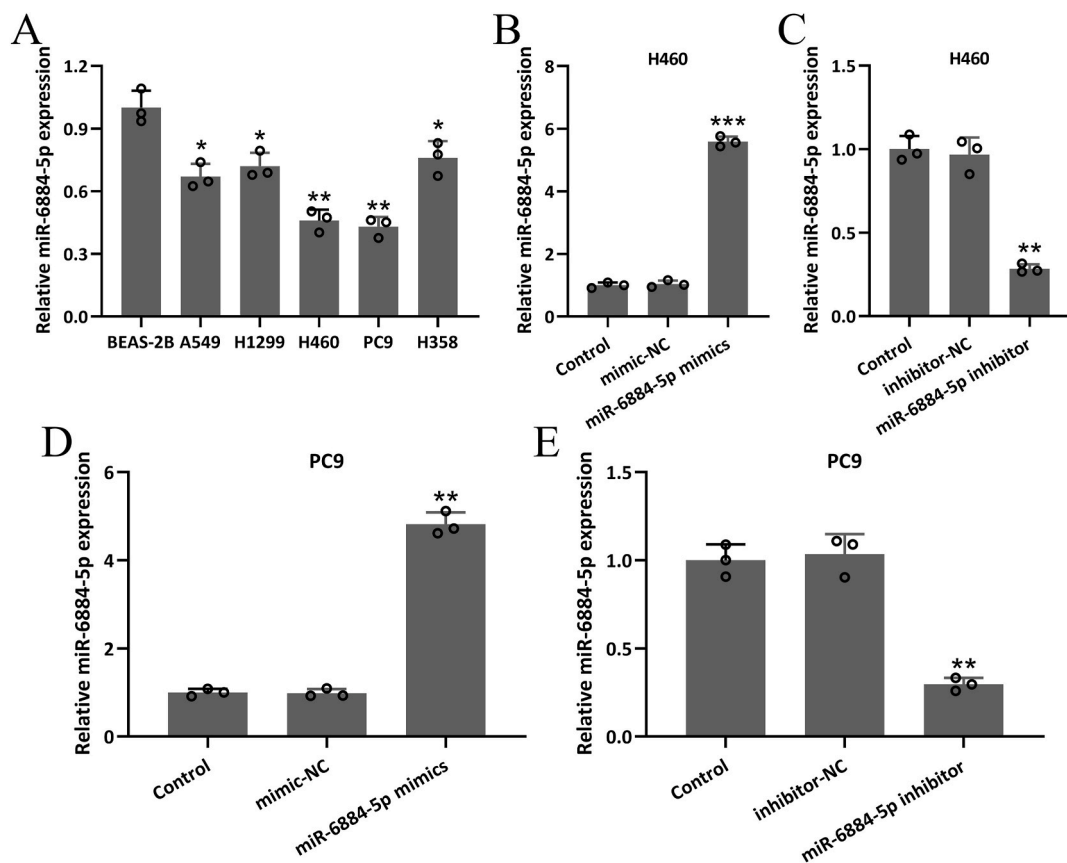 A
Relative miR-6884-5p expression
1.2
0.9
0.6
0.3
0.0
*
*
**
**
*
BEAS-2B A549 H1299 H460 PC9 H358
B
H460
Relative miR-6884-5p expression
8
6
4
2
0
***
Control
mimic-NC
miR-6884-5p mimics
C
H460
Relative miR-6884-5p expression
1.5
1.0
0.5
0.0
**
Control
inhibitor-NC
miR-6884-5p inhibitor
D
PC9
Relative miR-6884-5p expression
6
4
2
0
**
Control
mimic-NC
miR-6884-5p mimics
E
PC9
Relative miR-6884-5p expression
1.5
1.0
0.5
0.0
**
Control
inhibitor-NC
miR-6884-5p inhibitor